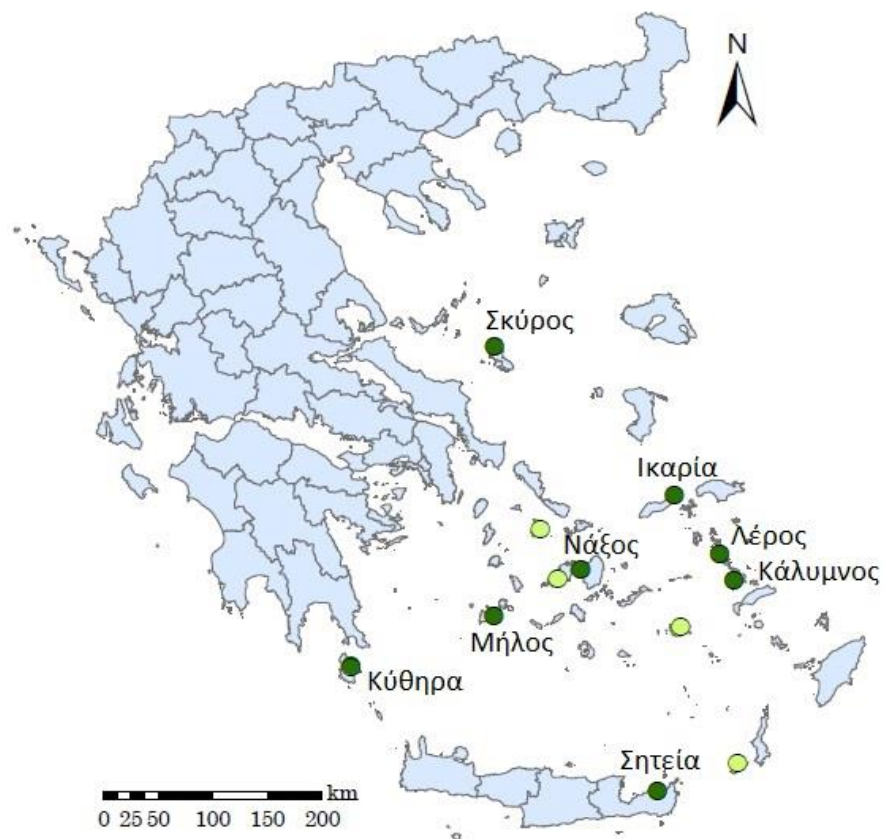 N
Σκύρος
Ικαρία
Λέρος
Νάξος
Κάλυμνος
Μήλος
Κύθηρα
Σητεία
km
0 25 50 100 150 200